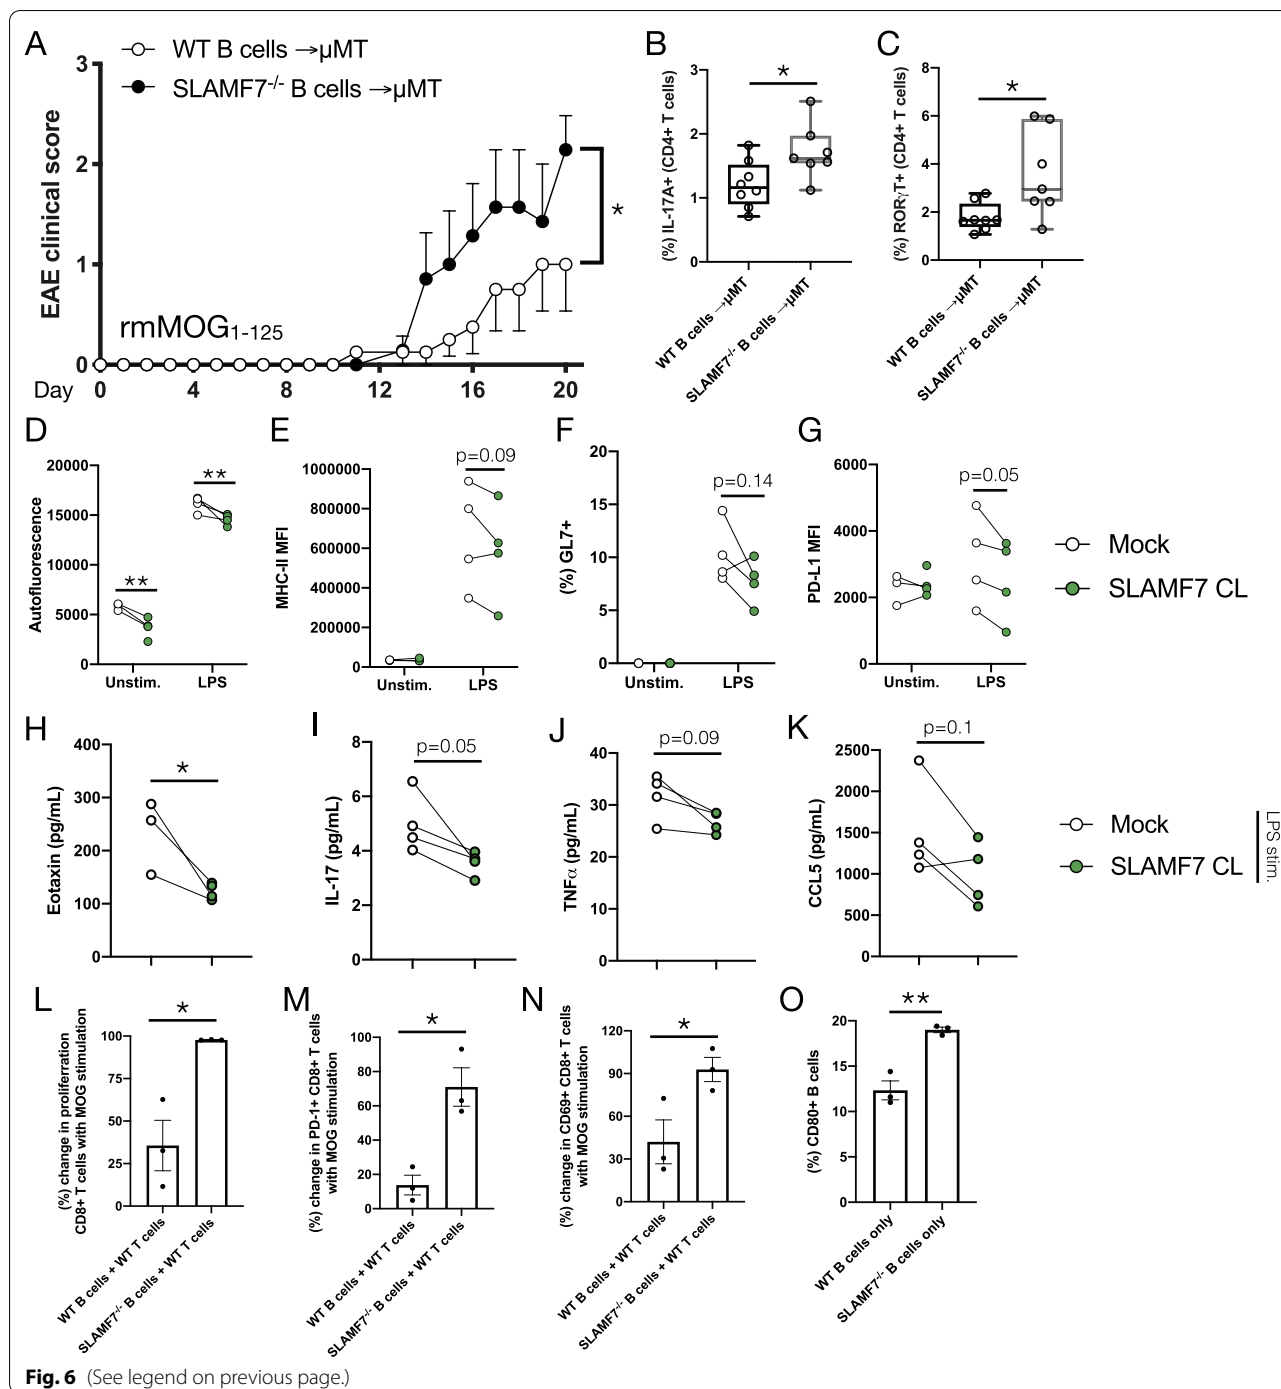 A
WT B cells →µMT
SLAMF7-/- B cells →µMT
EAE clinical score
3
2
1
0
*
rmMOG1-125
Day
0 4 8 12 16 20
B
(%) IL-17A+ (CD4+ T cells)
3
2
1
0
*
WT B cells→µMT
SLAMF7-/- B cells→µMT
C
(%) RORγT+ (CD4+ T cells)
8
6
4
2
0
*
WT B cells→µMT
SLAMF7-/- B cells→µMT
D
Autofluorescence
20000
15000
10000
5000
0
**
**
Unstim. LPS
E
MHC-II MFI
1000000
800000
600000
400000
200000
0
p=0.09
Unstim. LPS
F
(%) GL7+
20
15
10
5
0
p=0.14
Unstim. LPS
G
PD-L1 MFI
6000
4000
2000
0
p=0.05
Unstim. LPS
Mock
SLAMF7 CL
H
Eotaxin (pg/mL)
400
300
200
100
0
*
I
IL-17 (pg/mL)
8
6
4
2
0
p=0.05
J
TNFα (pg/mL)
40
30
20
10
0
p=0.09
K
CCL5 (pg/mL)
2500
2000
1500
1000
500
0
p=0.1
Mock
SLAMF7 CL
LPS stim.
L
(%) change in proliferration
CD8+ T cells with MOG stimulation
100
75
50
25
0
*
WT B cells + WT T cells
SLAMF7-/- B cells + WT T cells
M
(%) change in PD-1+ CD8+ T cells
with MOG stimulation
100
80
60
40
20
0
*
WT B cells + WT T cells
SLAMF7-/- B cells + WT T cells
N
(%) change in CD69+ CD8+ T cells
with MOG stimulation
120
90
60
30
0
*
WT B cells + WT T cells
SLAMF7-/- B cells + WT T cells
O
(%) CD80+ B cells
20
15
10
5
0
**
WT B cells only
SLAMF7-/- B cells only
Fig. 6 (See legend on previous page.)